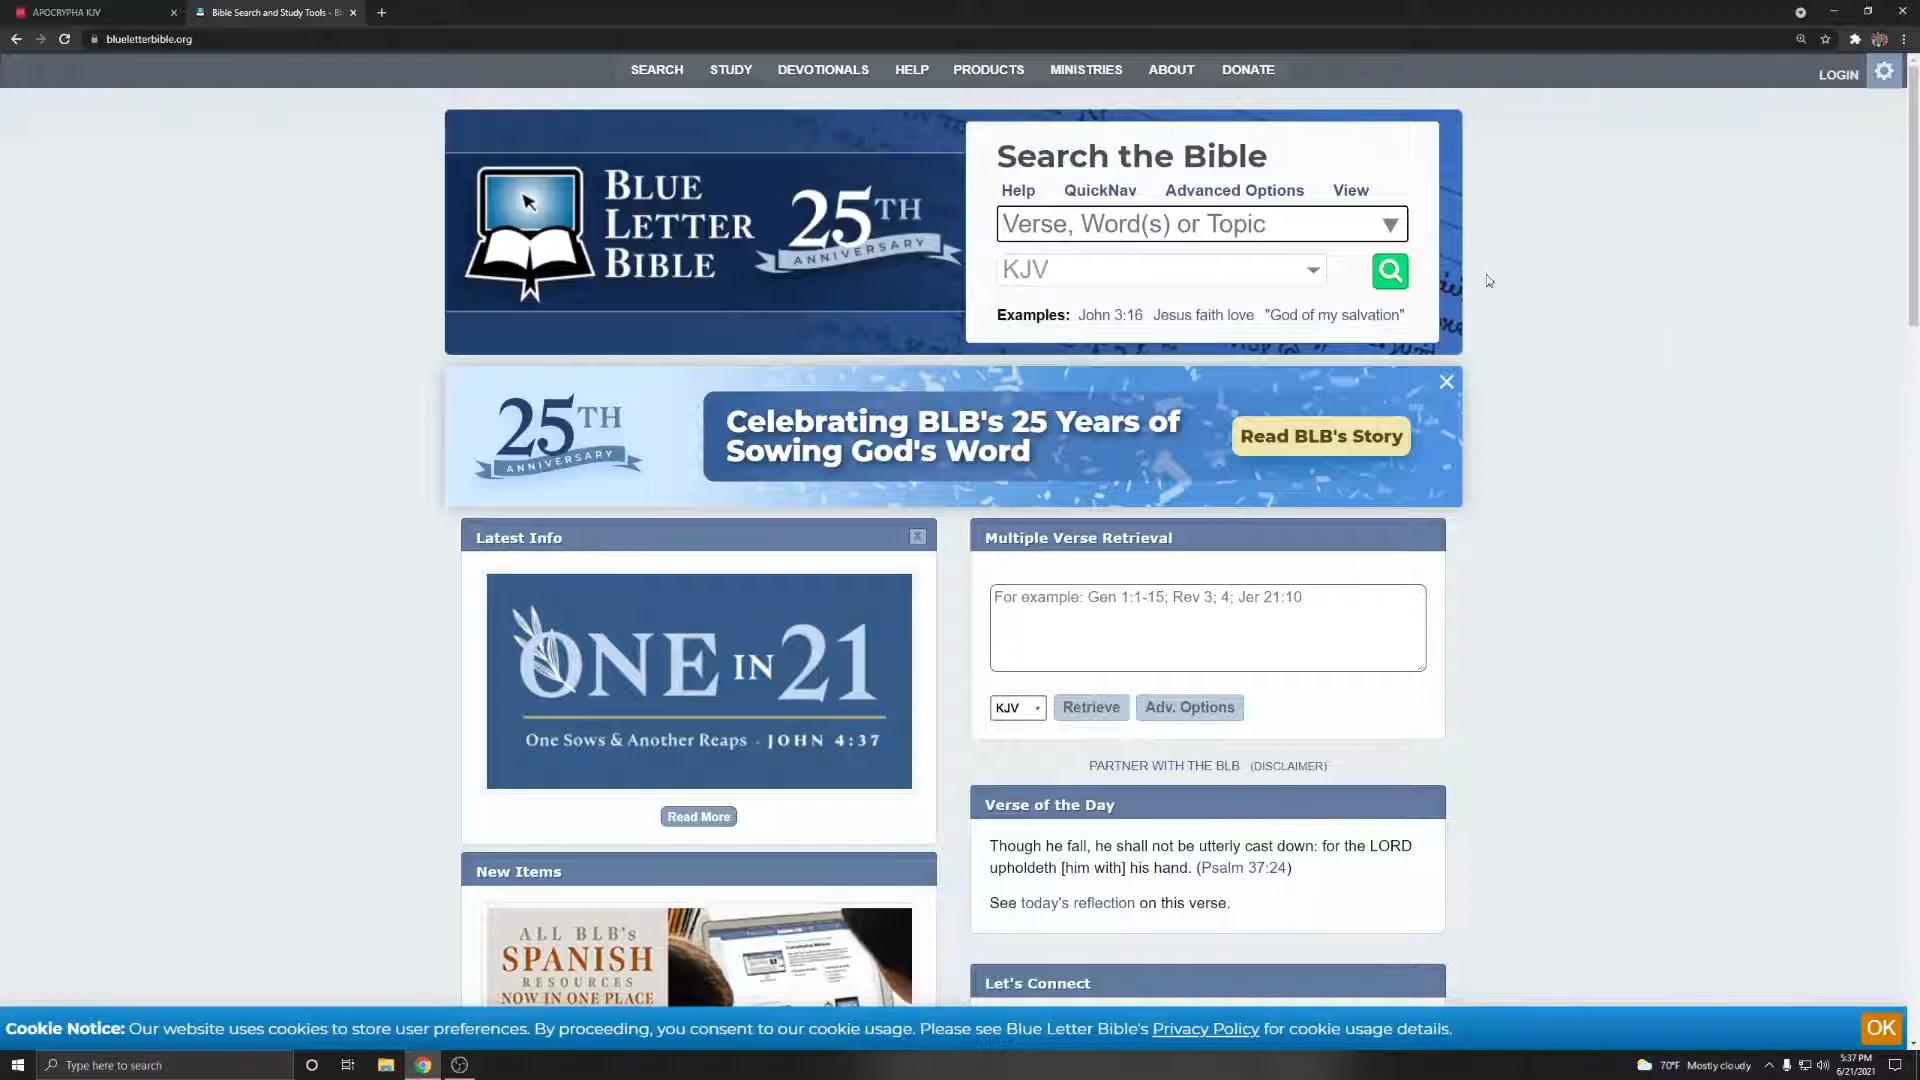 APOCRYPHA KJV
Bible Search and Study Tools - Bl
blueletterbible.org
SEARCH STUDY DEVOTIONALS HELP PRODUCTS MINISTRIES ABOUT DONATE
LOGIN
BLUE
LETTER
BIBLE
25TH
ANNIVERSARY
Search the Bible
Help QuickNav Advanced Options View
Verse, Word(s) or Topic
KJV
Examples: John 3:16 Jesus faith love "God of my salvation"
25TH
ANNIVERSARY
Celebrating BLB's 25 Years of
Sowing God's Word
Read BLB's Story
Latest Info
X
ONE IN 21
One Sows & Another Reaps - JOHN 4:37
Read More
New Items
ALL BLB's
SPANISH
RESOURCES
NOW IN ONE PLACE
Multiple Verse Retrieval
For example: Gen 1:1-15; Rev 3; 4; Jer 21:10
KJV Retrieve Adv. Options
PARTNER WITH THE BLB (DISCLAIMER)
Verse of the Day
Though he fall, he shall not be utterly cast down: for the LORD
upholdeth [him with] his hand. (Psalm 37:24)
See today's reflection on this verse.
Let's Connect
Cookie Notice: Our website uses cookies to store user preferences. By proceeding, you consent to our cookie usage. Please see Blue Letter Bible's Privacy Policy for cookie usage details.
OK
Type here to search
70°F Mostly cloudy
5:37 PM
6/21/2021